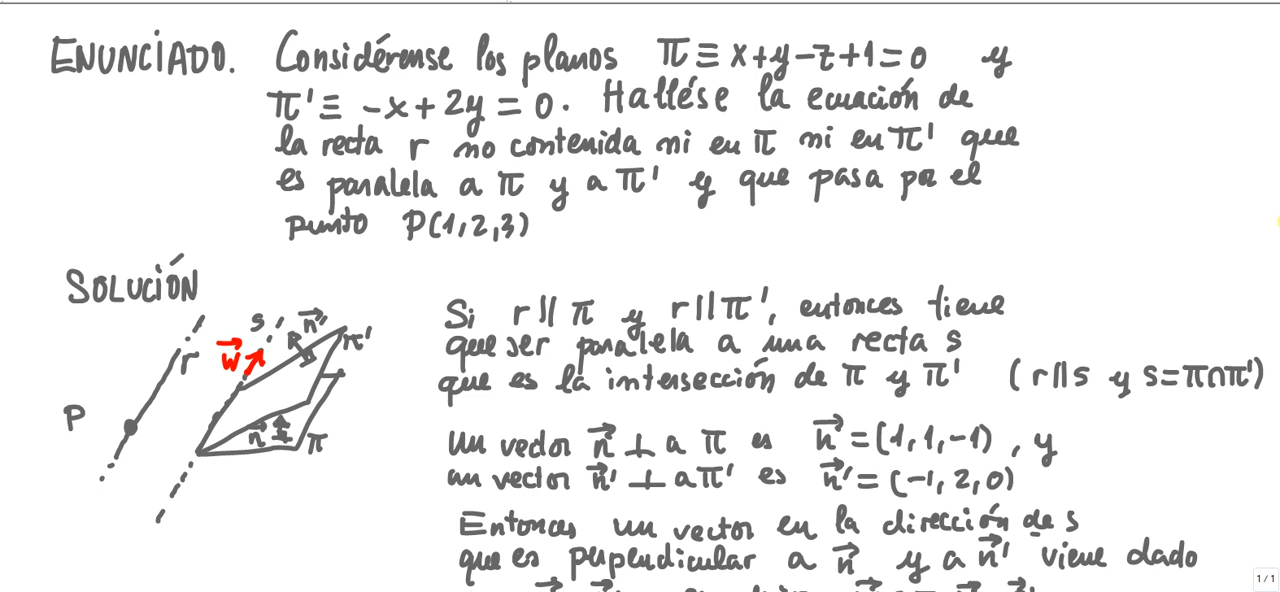 ENUNCIADO. Considérense los planos π ≡ x+y−z+1=0 y
π' ≡ −x+2y=0. Halлése la ecuación de
la recta r no contenida ni en π ni en π' que
es paralela a π y a π' y que pasa por el
punto P(1,2,3)
SOLUCIÓN
Si r∥π y r∥π', entonces tiene
que ser paralela a una recta s
que es la intersección de π y π' (r∥s y s=π∩π')
s n⃗' π'
w⃗ r
P n⃗ π
Un vector n⃗ ⊥ a π es n⃗=(1,1,−1), y
un vector n⃗' ⊥ a π' es n⃗'=(−1,2,0)
Entonces un vector en la dirección de s
que es perpendicular a n⃗ y a n⃗' viene dado
1/1